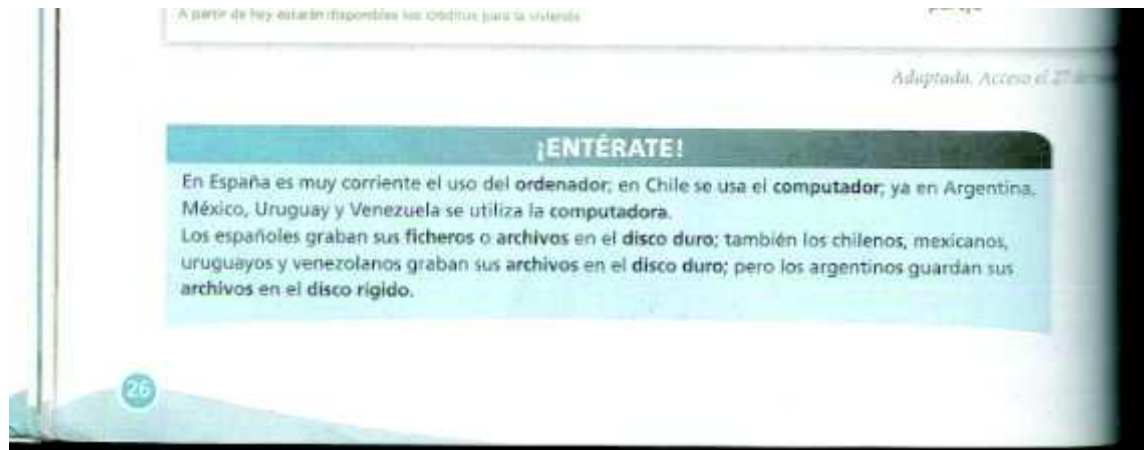 A partir de hoy estarán disponibles los créditos para la vivienda
Adaptada. Acceso el 27 de
¡ENTÉRATE!
En España es muy corriente el uso del ordenador; en Chile se usa el computador; ya en Argentina,
México, Uruguay y Venezuela se utiliza la computadora.
Los españoles graban sus ficheros o archivos en el disco duro; también los chilenos, mexicanos,
uruguayos y venezolanos graban sus archivos en el disco duro; pero los argentinos guardan sus
archivos en el disco rígido.
26